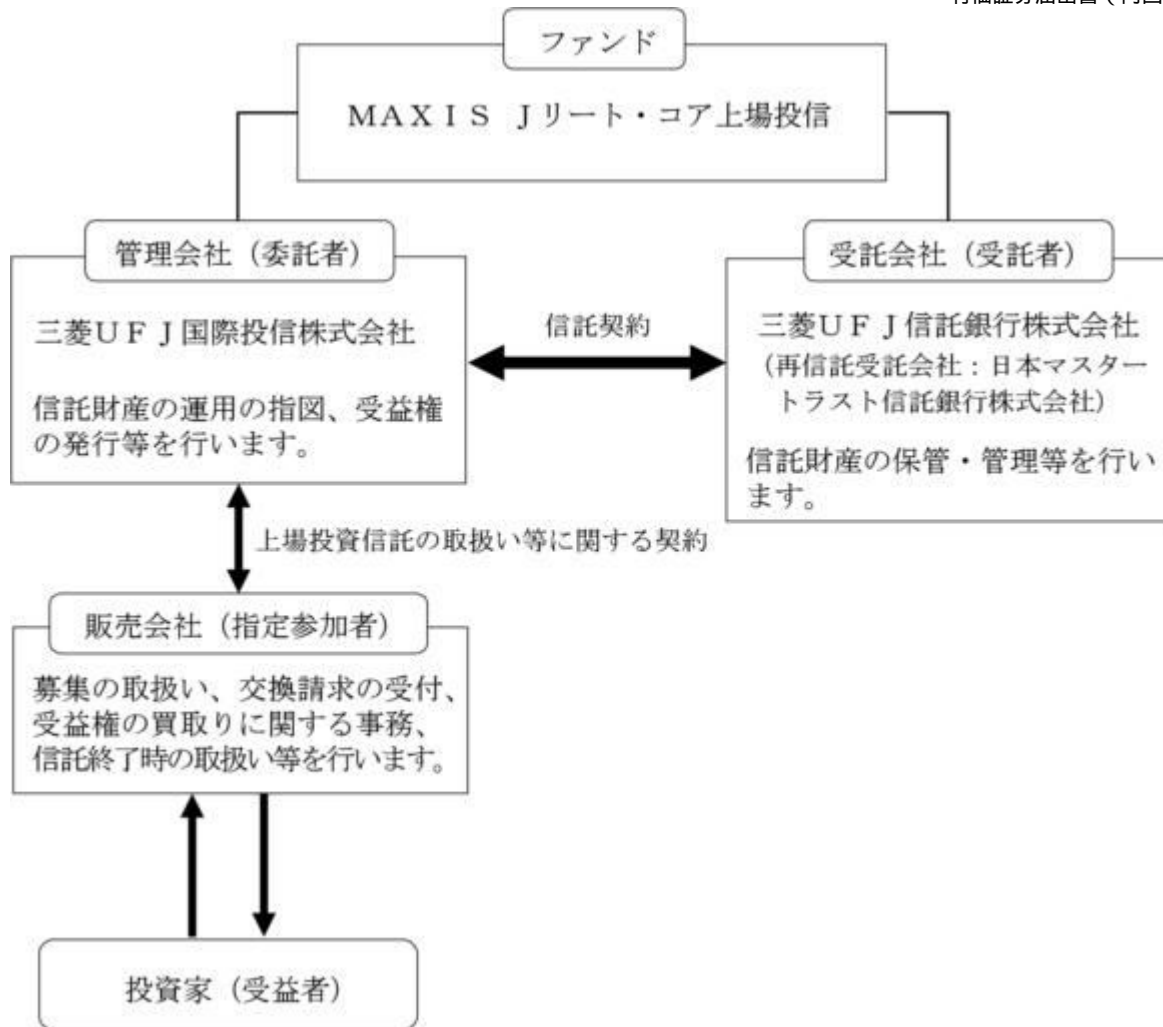 ファンド
ＭＡＸＩＳ Ｊリート・コア上場投信
管理会社（委託者）
三菱ＵＦＪ国際投信株式会社
信託財産の運用の指図、受益権
の発行等を行います。
信託契約
受託会社（受託者）
三菱ＵＦＪ信託銀行株式会社
（再信託受託会社：日本マスター
トラスト信託銀行株式会社）
信託財産の保管・管理等を行い
ます。
上場投資信託の取扱い等に関する契約
販売会社（指定参加者）
募集の取扱い、交換請求の受付、
受益権の買取りに関する事務、
信託終了時の取扱い等を行います。
投資家（受益者）